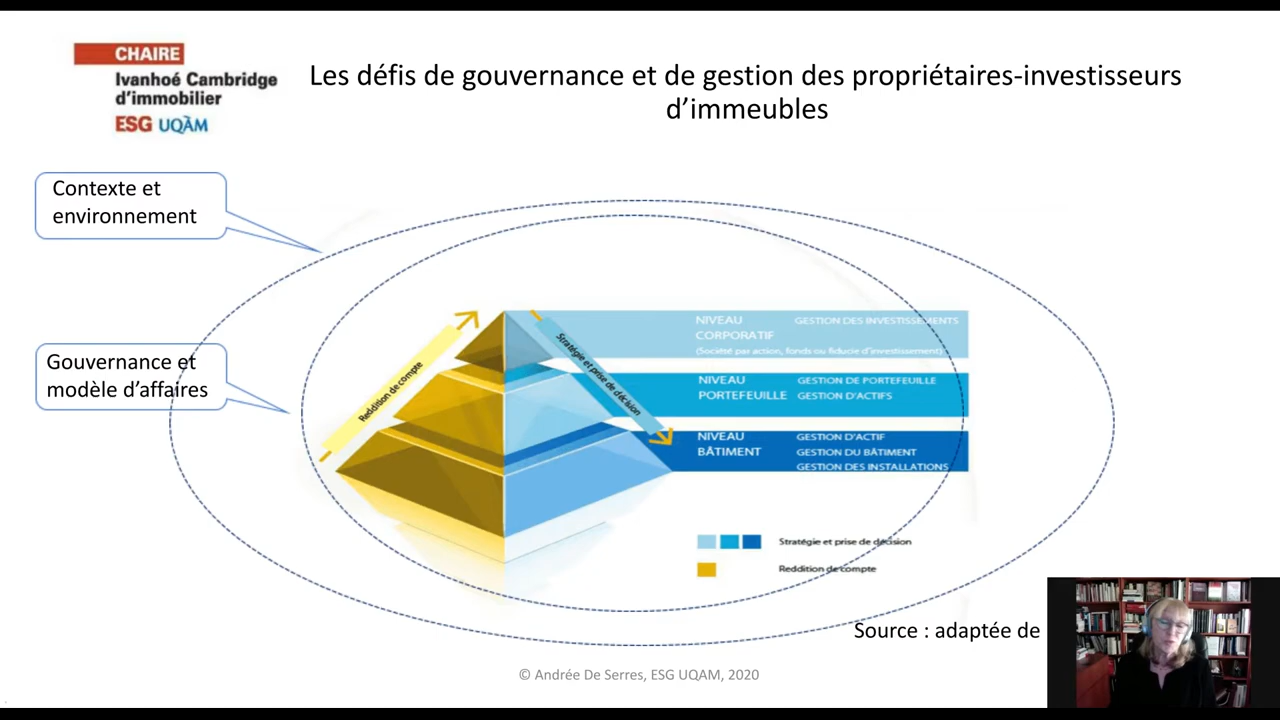 CHAIRE
Ivanhoé Cambridge
d'immobilier
ESG UQÀM
Les défis de gouvernance et de gestion des propriétaires-investisseurs
d'immeubles
Contexte et
environnement
Gouvernance et
modèle d'affaires
Reddition de compte
Stratégie et prise de décision
NIVEAU
CORPORATIF
GESTION DES INVESTISSEMENTS
(Société par action, fonds ou fiducie d'investissement)
NIVEAU
PORTEFEUILLE
GESTION DE PORTEFEUILLE
GESTION D'ACTIFS
NIVEAU
BÂTIMENT
GESTION D'ACTIF
GESTION DU BÂTIMENT
GESTION DES INSTALLATIONS
Stratégie et prise de décision
Reddition de compte
Source : adaptée de
© Andrée De Serres, ESG UQAM, 2020